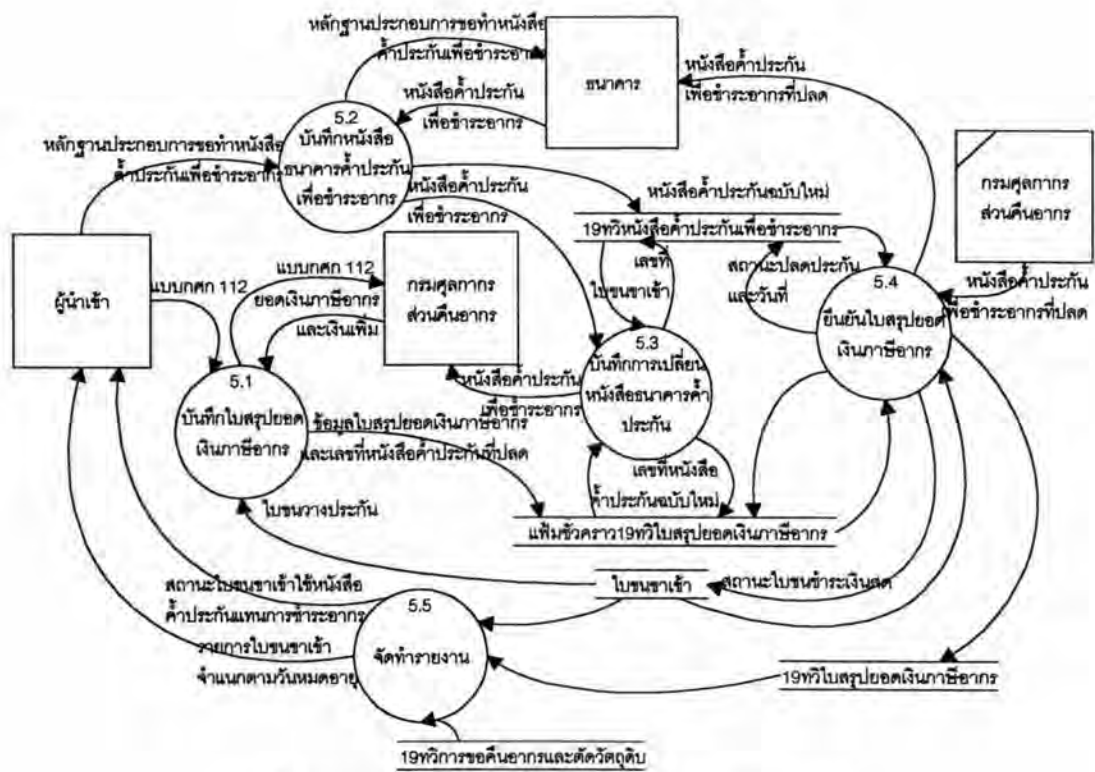 หลักฐานประกอบการขอทำหนังสือ
ค้ำประกันเพื่อชำระอากร
ธนาคาร
หนังสือค้ำประกัน
เพื่อชำระอากรที่ปลด
หนังสือค้ำประกัน
เพื่อชำระอากร
5.2
บันทึกหนังสือ
ธนาคารค้ำประกัน
เพื่อชำระอากร
หลักฐานประกอบการขอทำหนังสือ
ค้ำประกันเพื่อชำระอากร
กรมศุลกากร
ส่วนคืนอากร
หนังสือค้ำประกัน
เพื่อชำระอากร
หนังสือค้ำประกันฉบับใหม่
19ทวิหนังสือค้ำประกันเพื่อชำระอากร
ผู้นำเข้า
แบบกศก 112
แบบกศก 112
ยอดเงินภาษีอากร
และเงินเพิ่ม
กรมศุลกากร
ส่วนคืนอากร
เลขที่
ใบขนขาเข้า
สถานะปลดประกัน
และวันที่
5.4
ยืนยันใบสรุปยอด
เงินภาษีอากร
หนังสือค้ำประกัน
เพื่อชำระอากรที่ปลด
5.3
บันทึกการเปลี่ยน
หนังสือธนาคารค้ำ
ประกัน
หนังสือค้ำประกัน
เพื่อชำระอากร
5.1
บันทึกใบสรุปยอด
เงินภาษีอากร
ข้อมูลใบสรุปยอดเงินภาษีอากร
และเลขที่หนังสือค้ำประกันที่ปลด
เลขที่หนังสือ
ค้ำประกันฉบับใหม่
ใบขนวางประกัน
แฟ้มชั่วคราว19ทวิใบสรุปยอดเงินภาษีอากร
ใบขนขาเข้า
สถานะใบขนชำระเงินสด
สถานะใบขนขาเข้าใช้หนังสือ
ค้ำประกันแทนการชำระอากร
รายการใบขนขาเข้า
จำแนกตามวันหมดอายุ
5.5
จัดทำรายงาน
19ทวิใบสรุปยอดเงินภาษีอากร
19ทวิการขอคืนอากรและตัดวัตถุดิบ